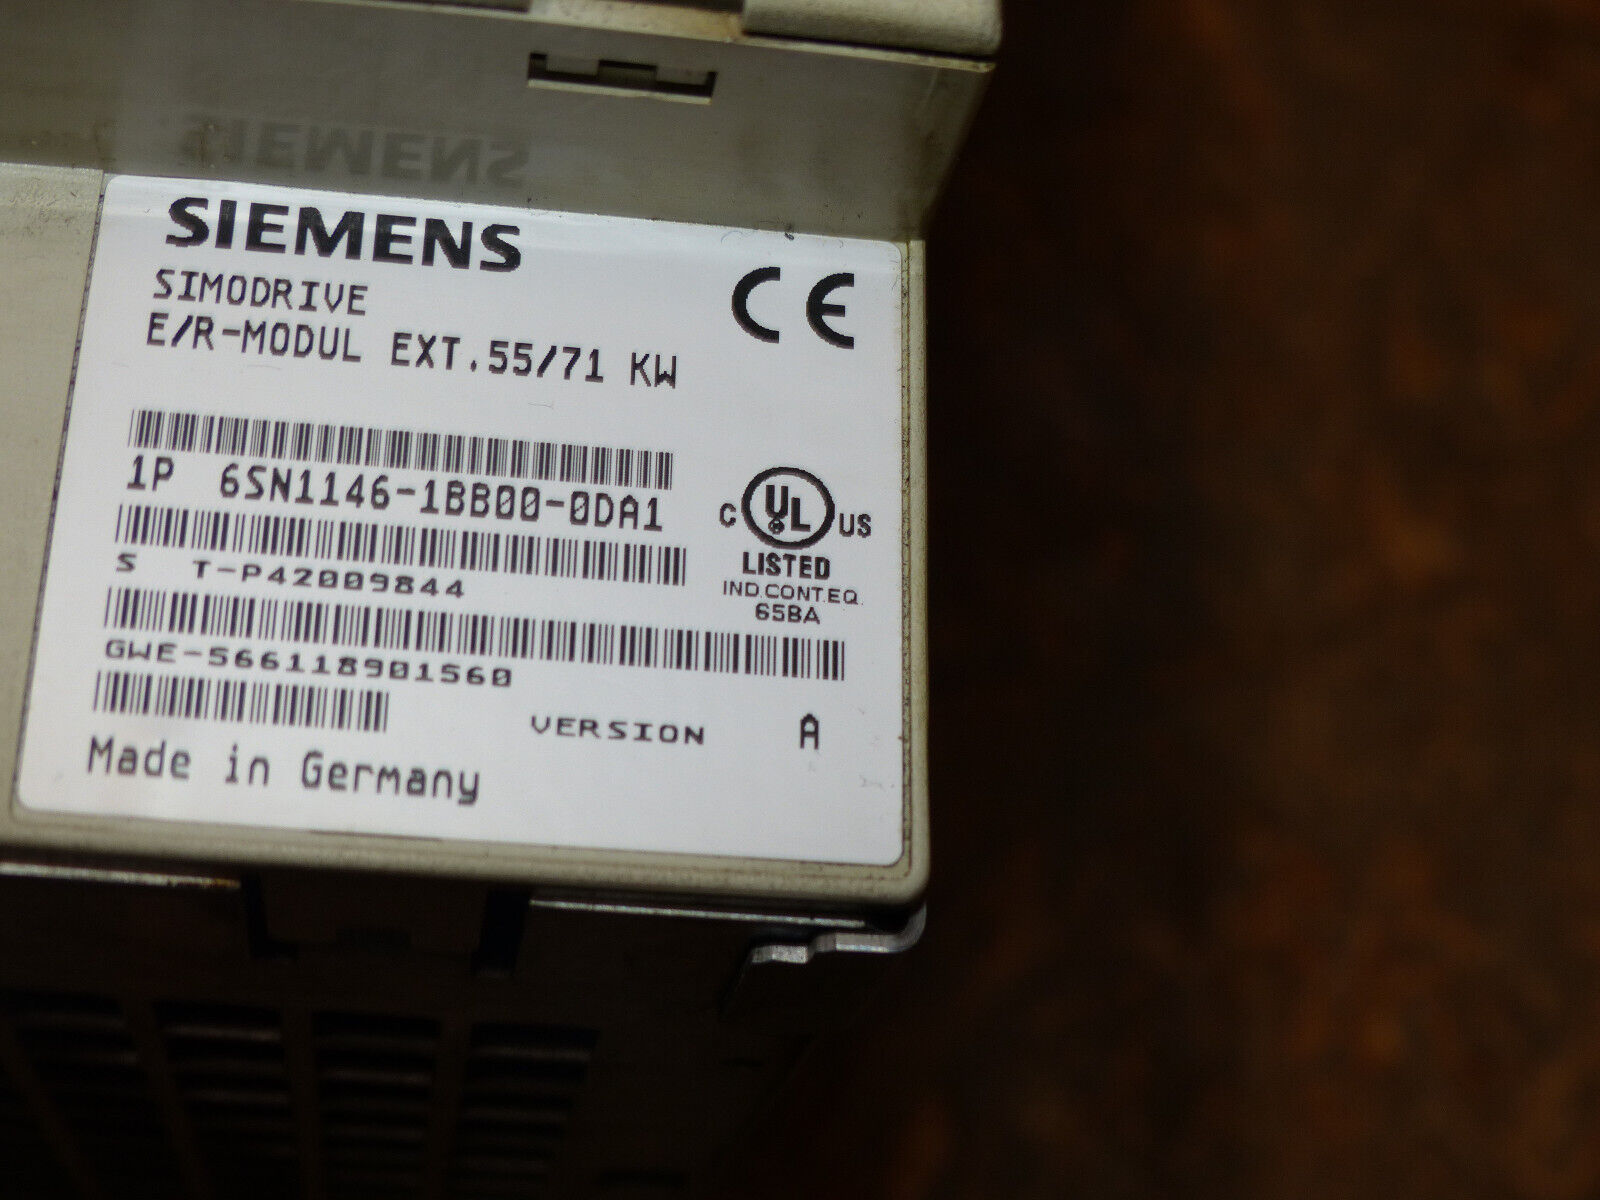 SIEMENS
SIMODRIVE
E/R-MODUL EXT.55/71 KW
CE
1P 6SN1146-1BB00-0DA1
C UL US
LISTED
IND.CONT.EQ.
65BA
S T-P42009844
GWE-566118901560
VERSION A
Made in Germany